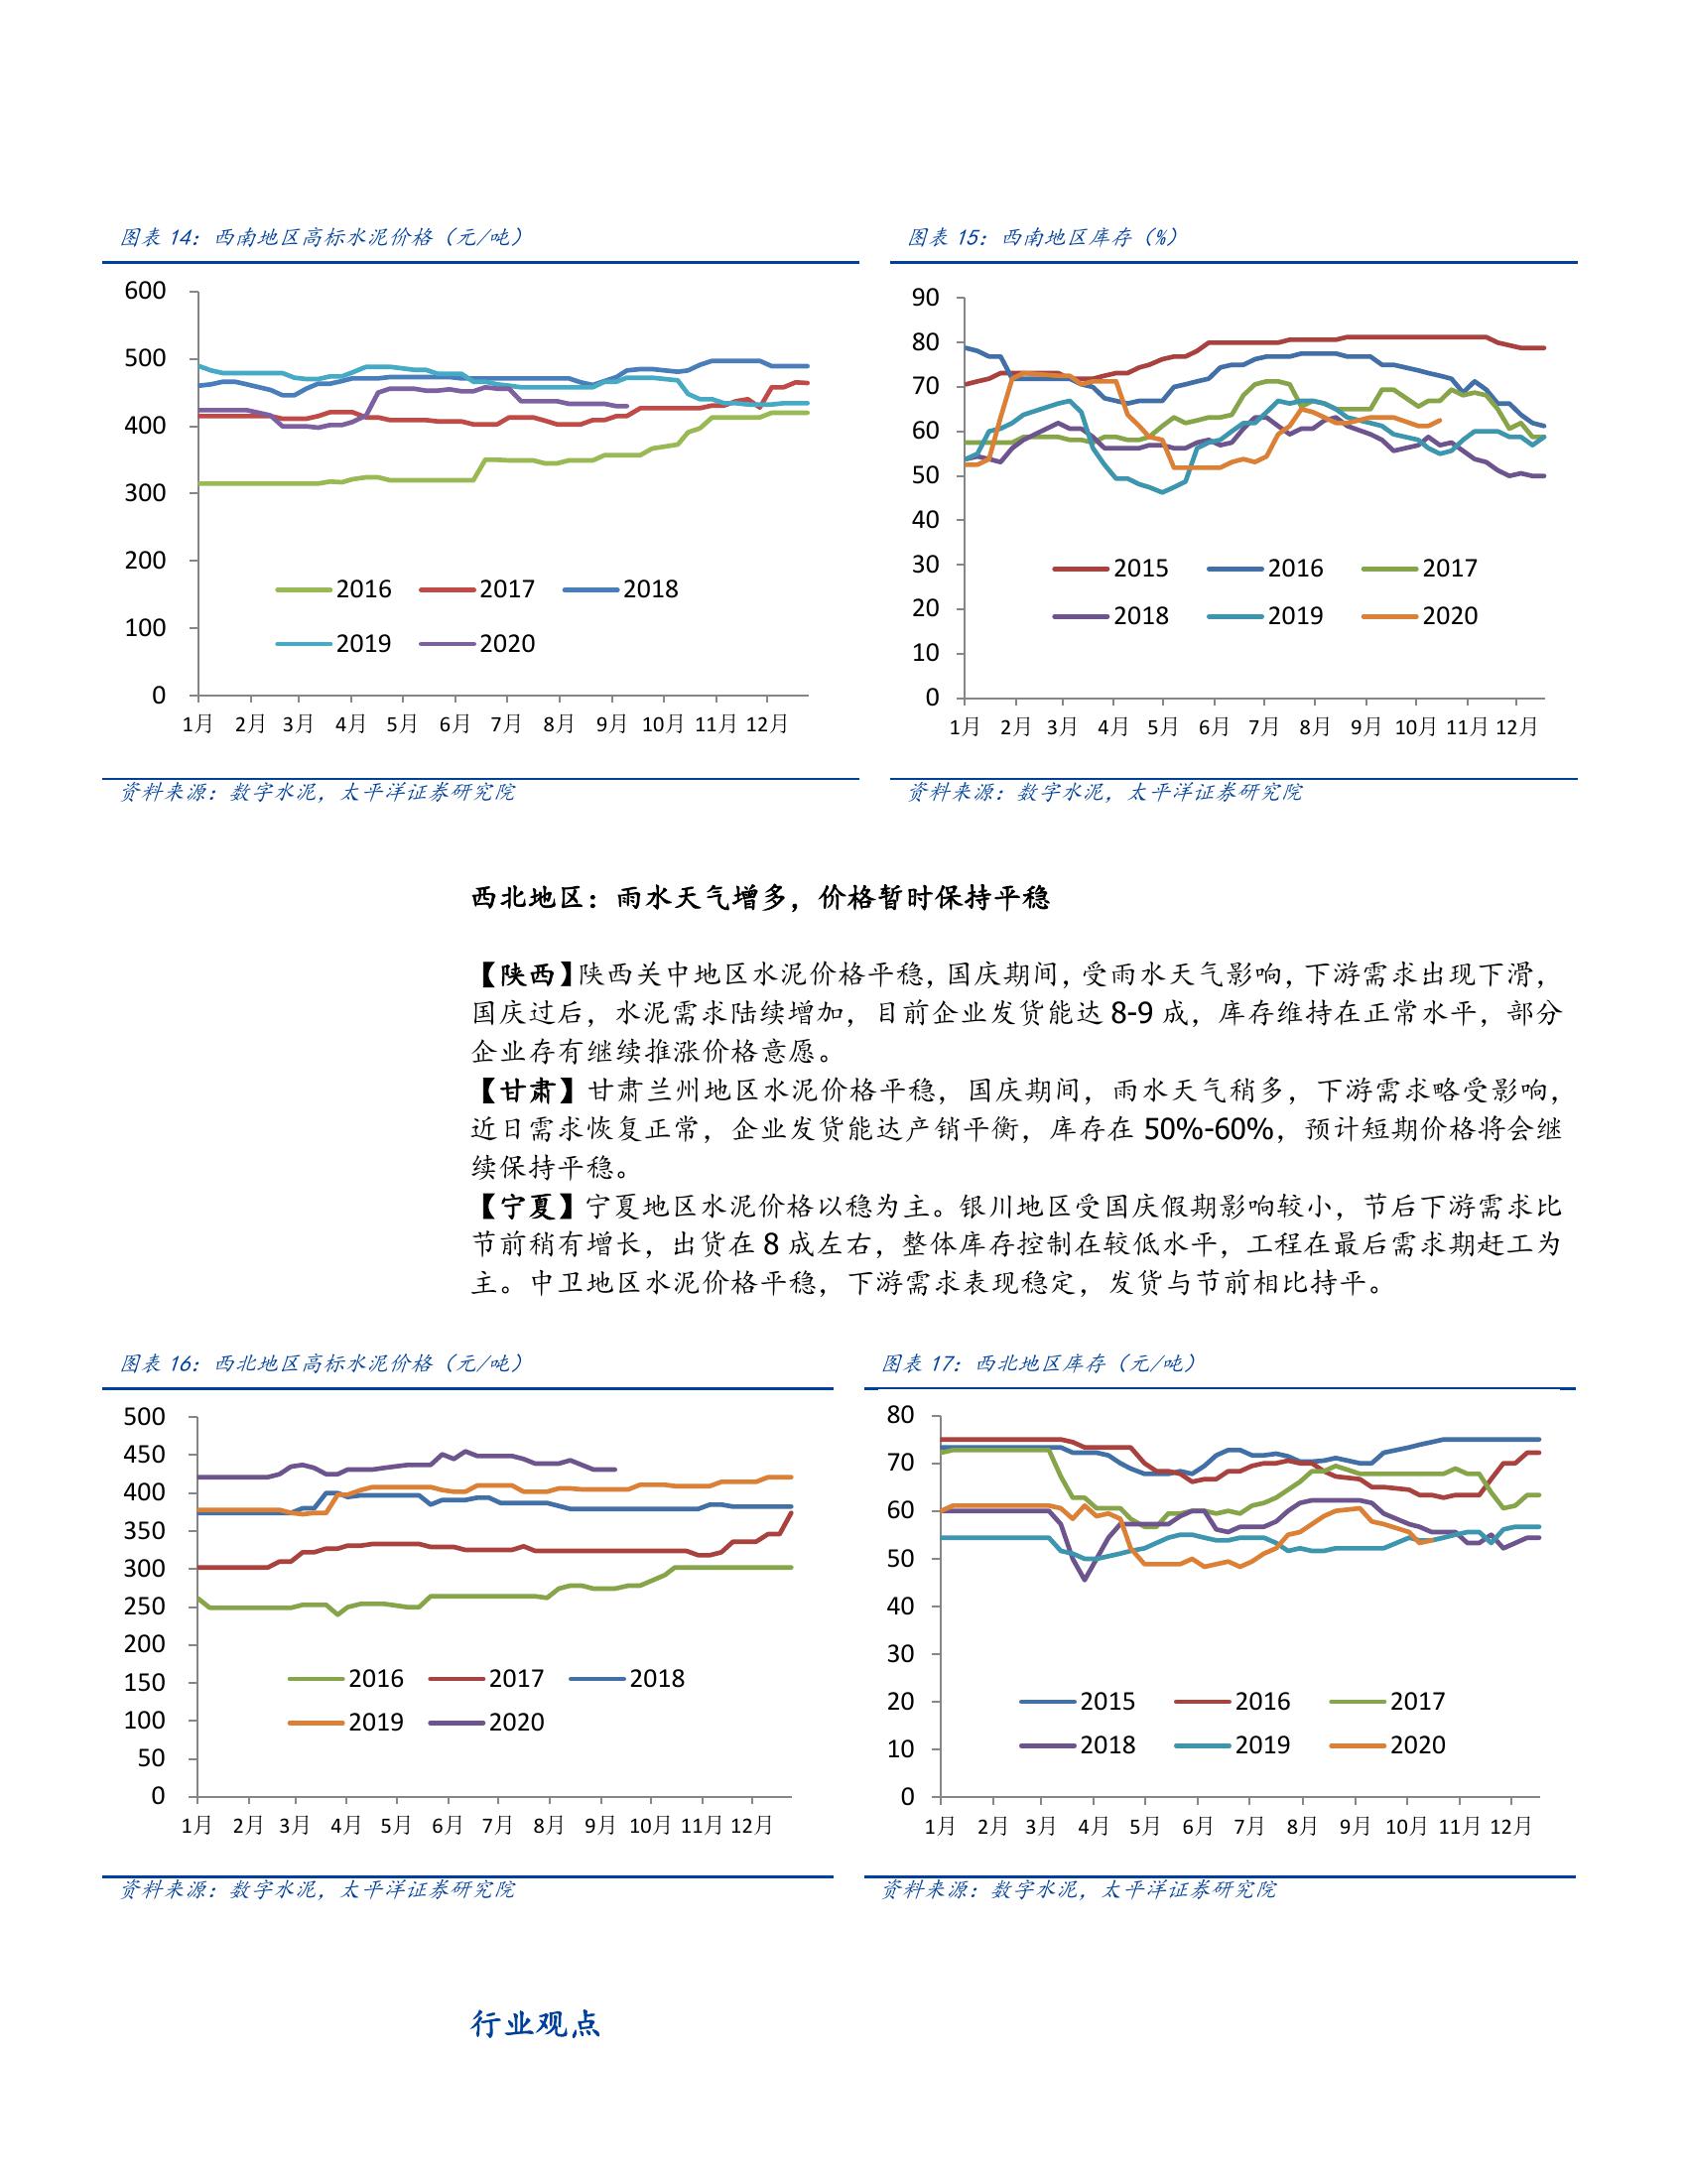 图表 14：西南地区高标水泥价格（元/吨）
图表 15：西南地区库存（%）
600
500
400
300
200
100
0
1月 2月 3月 4月 5月 6月 7月 8月 9月 10月 11月 12月
2016 2017 2018
2019 2020
90
80
70
60
50
40
30
20
10
0
1月 2月 3月 4月 5月 6月 7月 8月 9月 10月 11月 12月
2015 2016 2017
2018 2019 2020
资料来源：数字水泥，太平洋证券研究院
资料来源：数字水泥，太平洋证券研究院
西北地区：雨水天气增多，价格暂时保持平稳
【陕西】陕西关中地区水泥价格平稳，国庆期间，受雨水天气影响，下游需求出现下滑，
国庆过后，水泥需求陆续增加，目前企业发货能达 8-9 成，库存维持在正常水平，部分
企业存有继续推涨价格意愿。
【甘肃】甘肃兰州地区水泥价格平稳，国庆期间，雨水天气稍多，下游需求略受影响，
近日需求恢复正常，企业发货能达产销平衡，库存在 50%-60%，预计短期价格将会继
续保持平稳。
【宁夏】宁夏地区水泥价格以稳为主。银川地区受国庆假期影响较小，节后下游需求比
节前稍有增长，出货在 8 成左右，整体库存控制在较低水平，工程在最后需求期赶工为
主。中卫地区水泥价格平稳，下游需求表现稳定，发货与节前相比持平。
图表 16：西北地区高标水泥价格（元/吨）
图表 17：西北地区库存（元/吨）
500
450
400
350
300
250
200
150
100
50
0
1月 2月 3月 4月 5月 6月 7月 8月 9月 10月 11月 12月
2016 2017 2018
2019 2020
80
70
60
50
40
30
20
10
0
1月 2月 3月 4月 5月 6月 7月 8月 9月 10月 11月 12月
2015 2016 2017
2018 2019 2020
资料来源：数字水泥，太平洋证券研究院
资料来源：数字水泥，太平洋证券研究院
行业观点